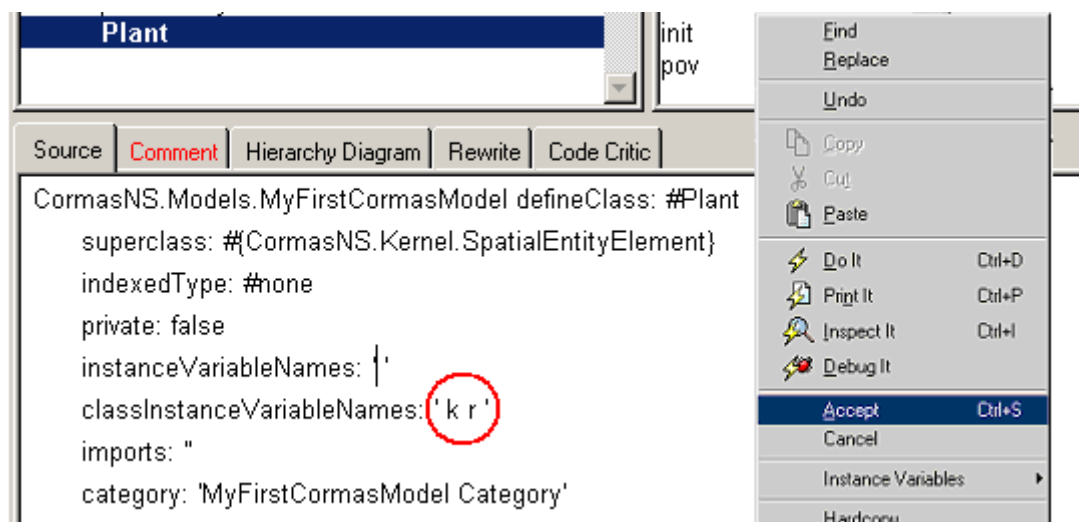 Plant
init
pov
Source Comment Hierarchy Diagram Rewrite Code Critic
CormasNS.Models.MyFirstCormasModel defineClass: #Plant
superclass: #{CormasNS.Kernel.SpatialEntityElement}
indexedType: #none
private: false
instanceVariableNames: ' '
classInstanceVariableNames: ' k r '
imports: ''
category: 'MyFirstCormasModel Category'
Find
Replace
Undo
Copy
Cut
Paste
Do It Ctrl+D
Print It Ctrl+P
Inspect It Ctrl+I
Debug It
Accept Ctrl+S
Cancel
Instance Variables
Hardcopy